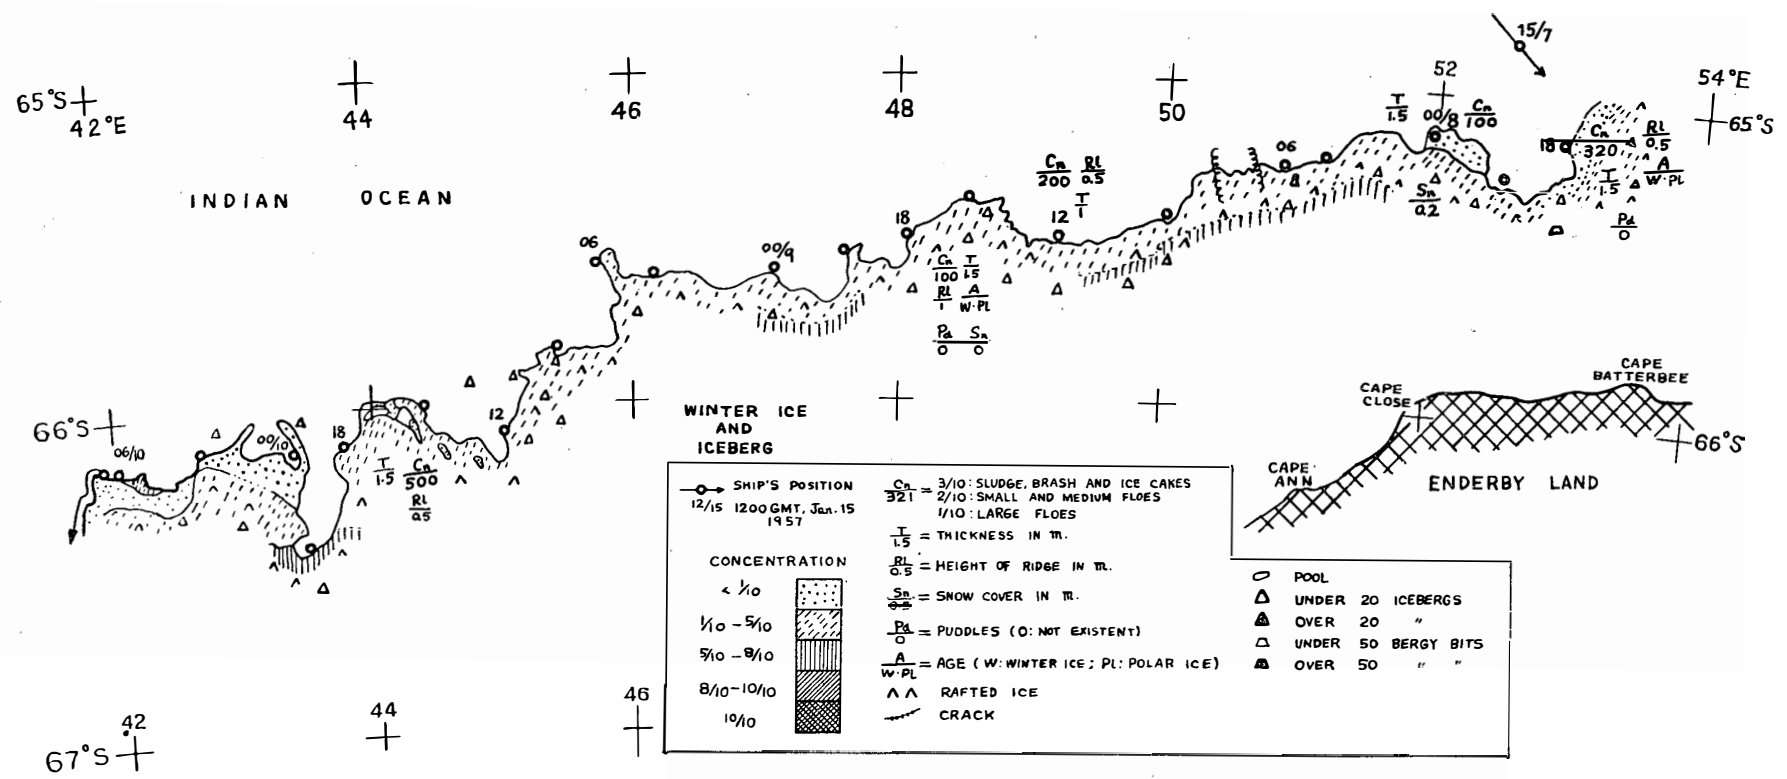 15/7
52
54°E
65°S
42°E
44
46
48
50
65°S
T
1.5
00/8
Cn
100
18
Cn
320
Rl
0.5
T
1.5
A
W·PL
Pd
0
06
Sn
0.2
Cn
200
Rl
0.5
T
1
12
INDIAN OCEAN
18
06
00/9
Cn
100
T
1.5
Rl
1
A
W·PL
Pd Sn
0 0
12
66°S
06/10
00/10
18
T
1.5
Cn
500
Rl
0.5
CAPE
BATTERBEE
CAPE
CLOSE
CAPE
ANN
66°S
ENDERBY LAND
WINTER ICE
AND
ICEBERG
SHIP'S POSITION
12/15 1200GMT, Jan. 15
1957
CONCENTRATION
< 1/10
1/10 – 5/10
5/10 – 8/10
8/10 – 10/10
10/10
Cn
321
= 3/10 : SLUDGE, BRASH AND ICE CAKES
2/10 : SMALL AND MEDIUM FLOES
1/10 : LARGE FLOES
T
1.5
= THICKNESS IN m.
Rl
0.5
= HEIGHT OF RIDGE IN m.
Sn
= SNOW COVER IN m.
Pd
0
= PUDDLES (0: NOT EXISTENT)
A
W·PL
= AGE (W: WINTER ICE; PL: POLAR ICE)
RAFTED ICE
CRACK
POOL
UNDER 20 ICEBERGS
OVER 20 "
UNDER 50 BERGY BITS
OVER 50 " "
42
44
46
67°S